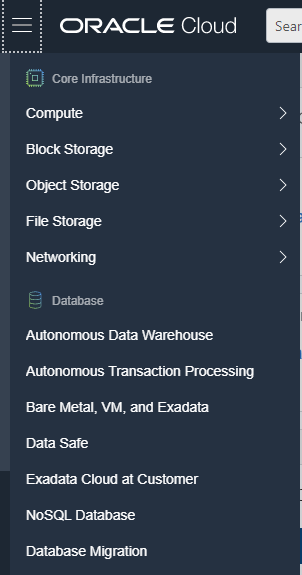 ORACLE Cloud
Sear
Core Infrastructure
Compute
Block Storage
Object Storage
File Storage
Networking
Database
Autonomous Data Warehouse
Autonomous Transaction Processing
Bare Metal, VM, and Exadata
Data Safe
Exadata Cloud at Customer
NoSQL Database
Database Migration